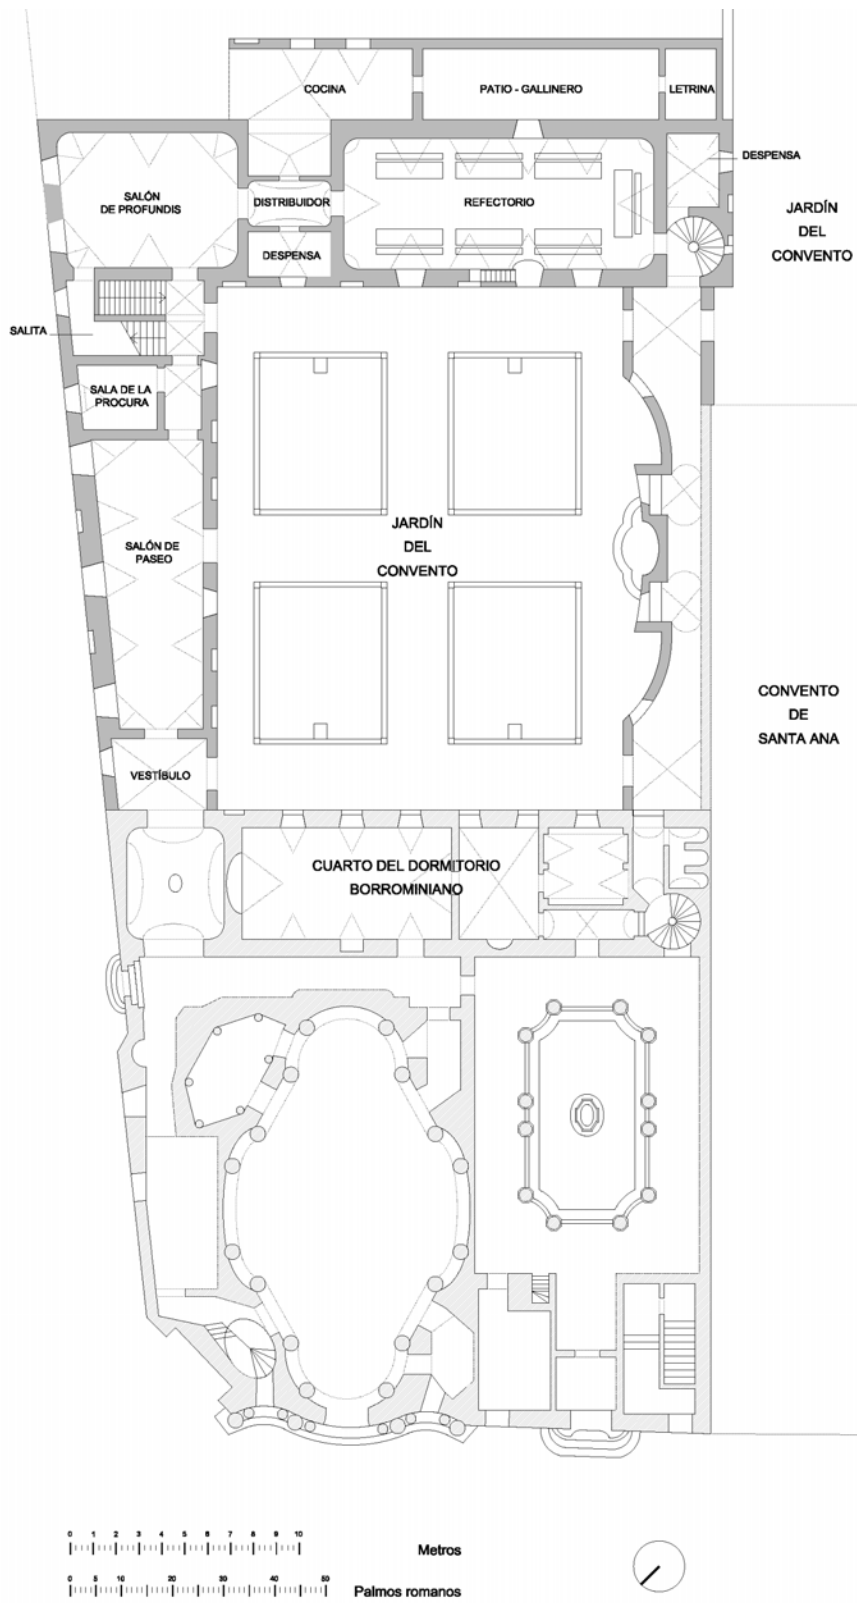 COCINA
PATIO - GALLINERO
LETRINA
DESPENSA
SALÓN
DE PROFUNDIS
DISTRIBUIDOR
REFECTORIO
JARDÍN
DEL
CONVENTO
DESPENSA
SALITA
SALA DE LA
PROCURA
JARDÍN
DEL
CONVENTO
SALÓN DE
PASEO
CONVENTO
DE
SANTA ANA
VESTÍBULO
CUARTO DEL DORMITORIO
BORROMINIANO
0 1 2 3 4 5 6 7 8 9 10
Metros
0 5 10 20 30 40 50
Palmos romanos